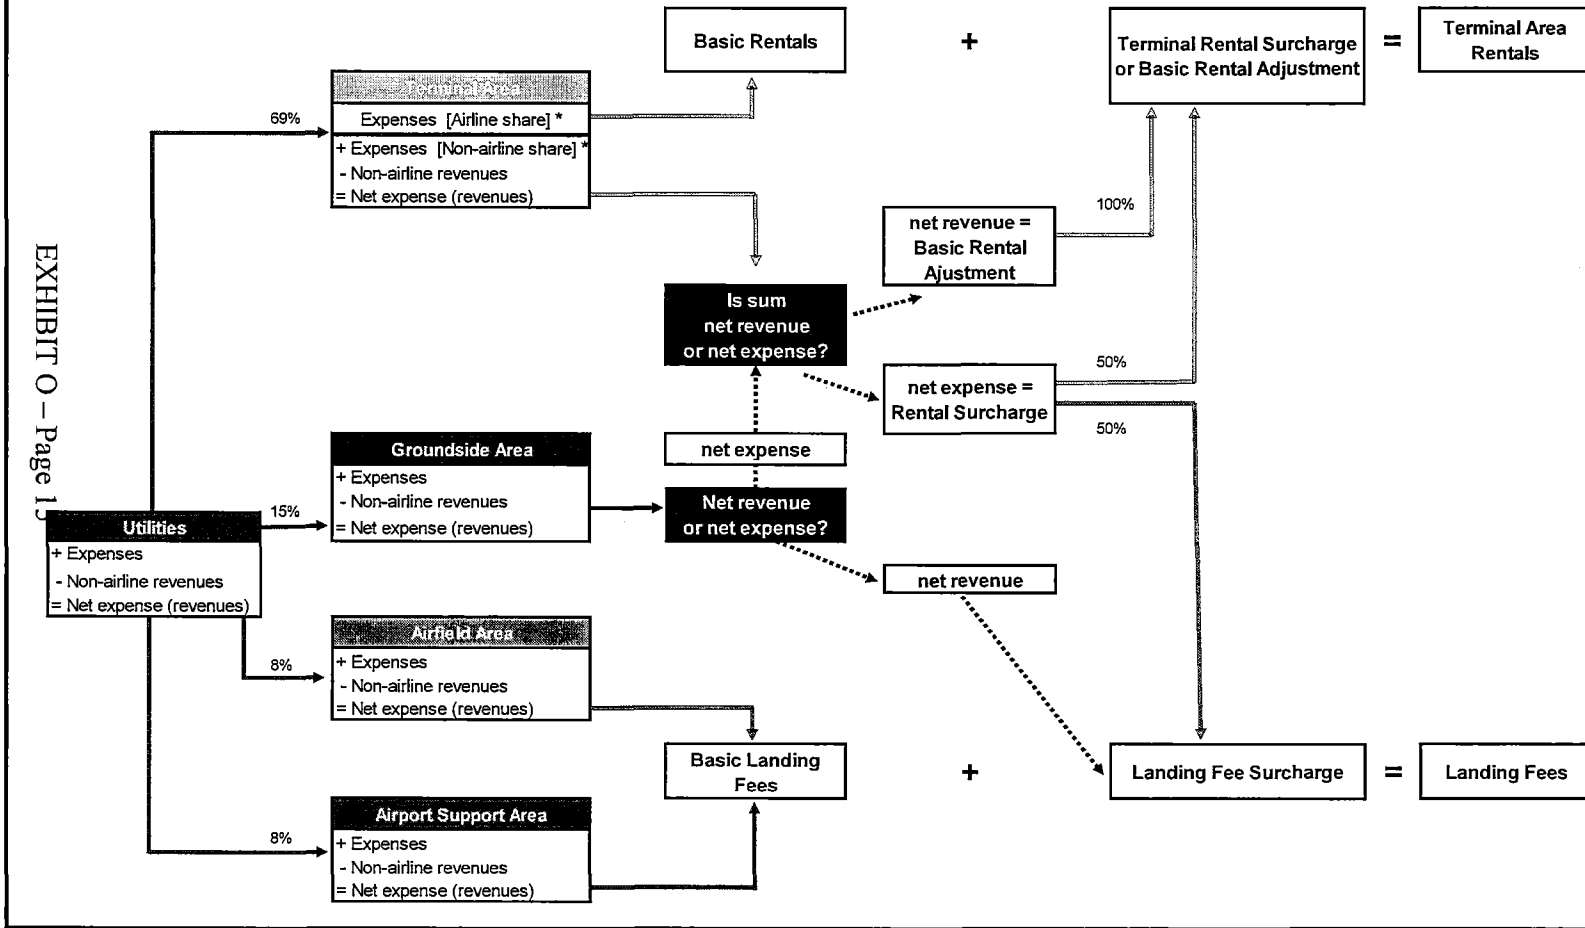 Basic Rentals
+
Terminal Rental Surcharge
or Basic Rental Adjustment
=
Terminal Area
Rentals
Terminal Area
69%
Expenses [Airline share] *
+ Expenses [Non-airline share] *
- Non-airline revenues
= Net expense (revenues)
100%
net revenue =
Basic Rental
Ajustment
Is sum
net revenue
or net expense?
50%
net expense =
Rental Surcharge
50%
net expense
Groundside Area
+ Expenses
- Non-airline revenues
= Net expense (revenues)
Net revenue
or net expense?
15%
Utilities
+ Expenses
- Non-airline revenues
= Net expense (revenues)
net revenue
Airfield Area
8%
+ Expenses
- Non-airline revenues
= Net expense (revenues)
Basic Landing
Fees
+
Landing Fee Surcharge
=
Landing Fees
Airport Support Area
8%
+ Expenses
- Non-airline revenues
= Net expense (revenues)
EXHIBIT O – Page